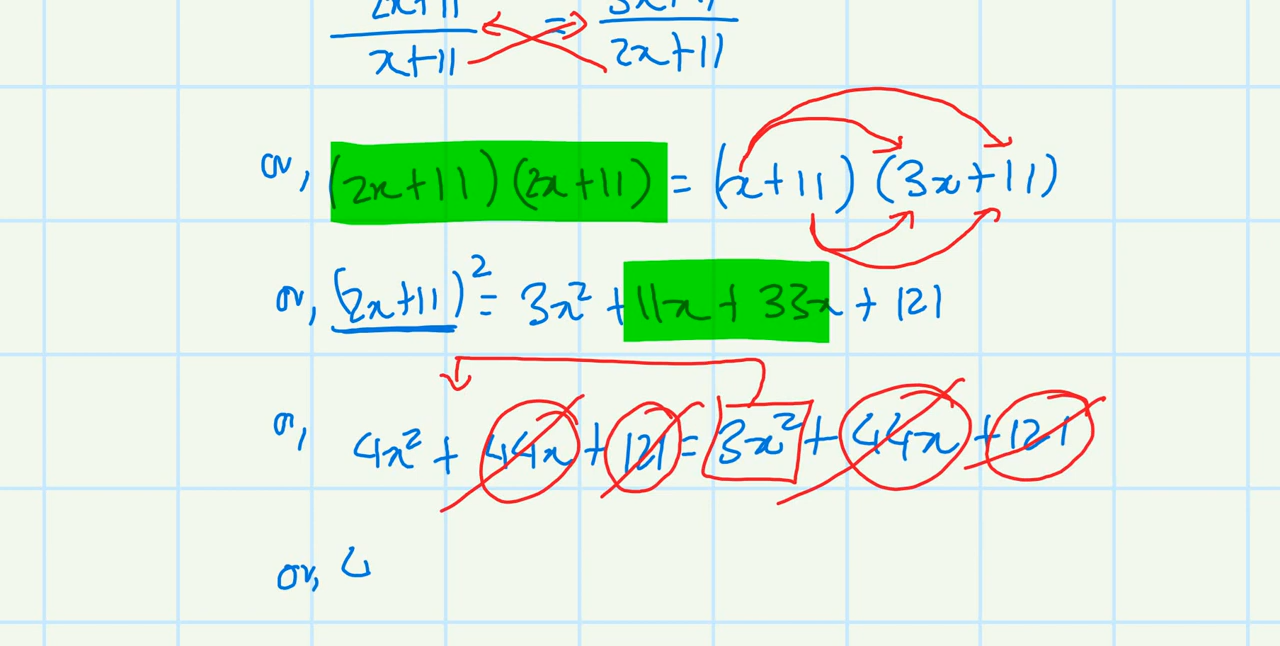 2x+11 / x+11 = 3x+11 / 2x+11
or, (2x+11)(2x+11) = (x+11)(3x+11)
or, (2x+11)² = 3x² + 11x + 33x + 121
or, 4x² + 44x + 121 = 3x² + 44x + 121
or, 4